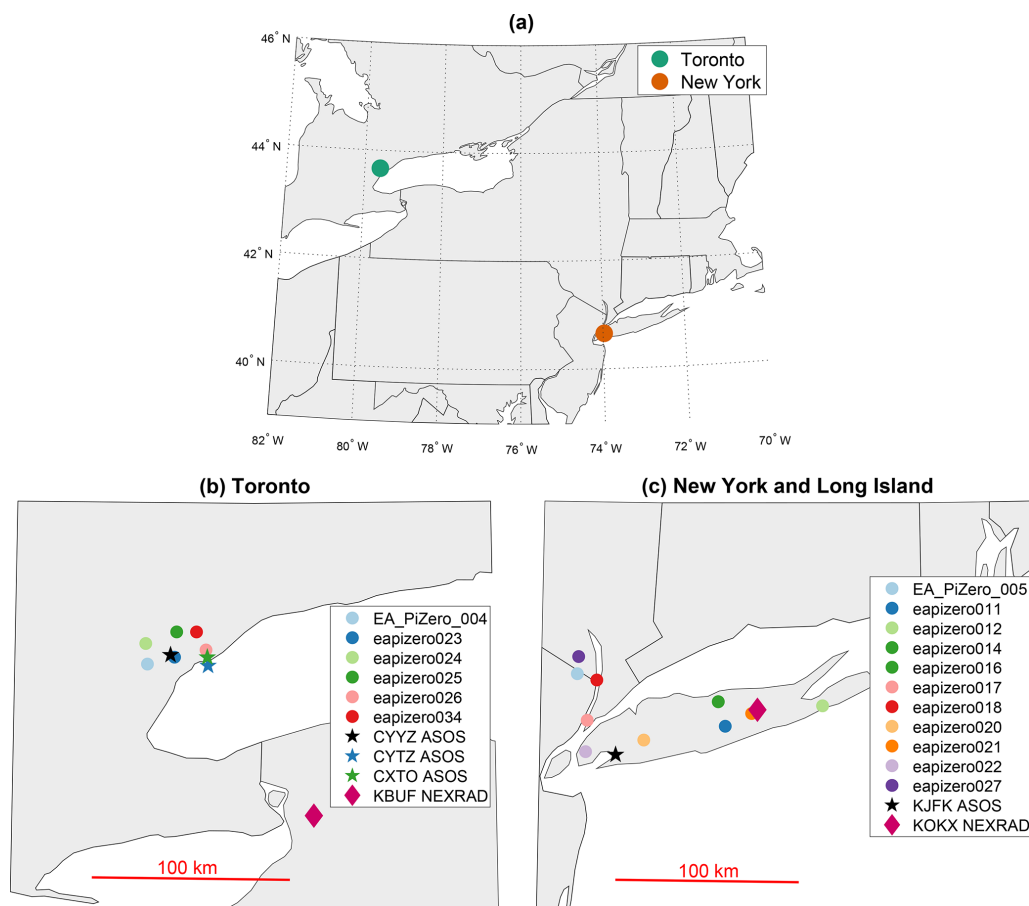 (a)
46° N
44° N
42° N
40° N
82° W
80° W
78° W
76° W
74° W
72° W
70° W
Toronto
New York
(b) Toronto
EA_PiZero_004
eapizero023
eapizero024
eapizero025
eapizero026
eapizero034
CYYZ ASOS
CYTZ ASOS
CXTO ASOS
KBUF NEXRAD
100 km
(c) New York and Long Island
EA_PiZero_005
eapizero011
eapizero012
eapizero014
eapizero016
eapizero017
eapizero018
eapizero020
eapizero021
eapizero022
eapizero027
KJFK ASOS
KOKX NEXRAD
100 km